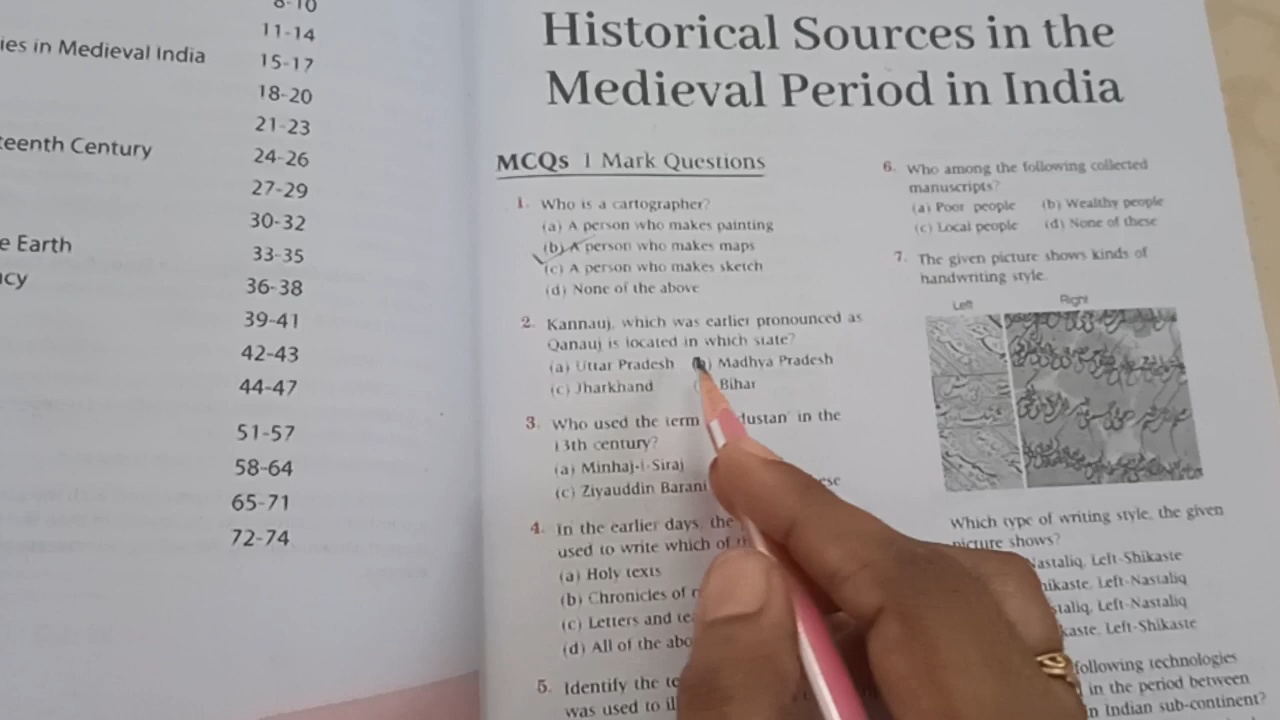 8-10
11-14
ies in Medieval India 15-17
18-20
21-23
teenth Century 24-26
27-29
30-32
e Earth 33-35
36-38
39-41
42-43
44-47
51-57
58-64
65-71
72-74
Historical Sources in the
Medieval Period in India
MCQs 1 Mark Questions
1. Who is a cartographer?
(a) A person who makes painting
(b) A person who makes maps
(c) A person who makes sketch
(d) None of the above
2. Kannauj, which was earlier pronounced as
Qanauj is located in which state?
(a) Uttar Pradesh (b) Madhya Pradesh
(c) Jharkhand Bihar
3. Who used the term dustan' in the
13th century?
(a) Minhaj-i-Siraj
(c) Ziyauddin Barani
4. In the earlier days, the
used to write which of
(a) Holy texts
(b) Chronicles of
(c) Letters and
(d) All of the
5. Identify the
was used to
6. Who among the following collected
manuscripts?
(a) Poor people (b) Wealthy people
(c) Local people (d) None of these
7. The given picture shows kinds of
handwriting style.
Left Right
Which type of writing style, the given
picture shows?
Nastaliq, Left-Shikaste
Left-Nastaliq
Left-Nastaliq
Left-Shikaste
following technologies
in the period between
Indian sub-continent?